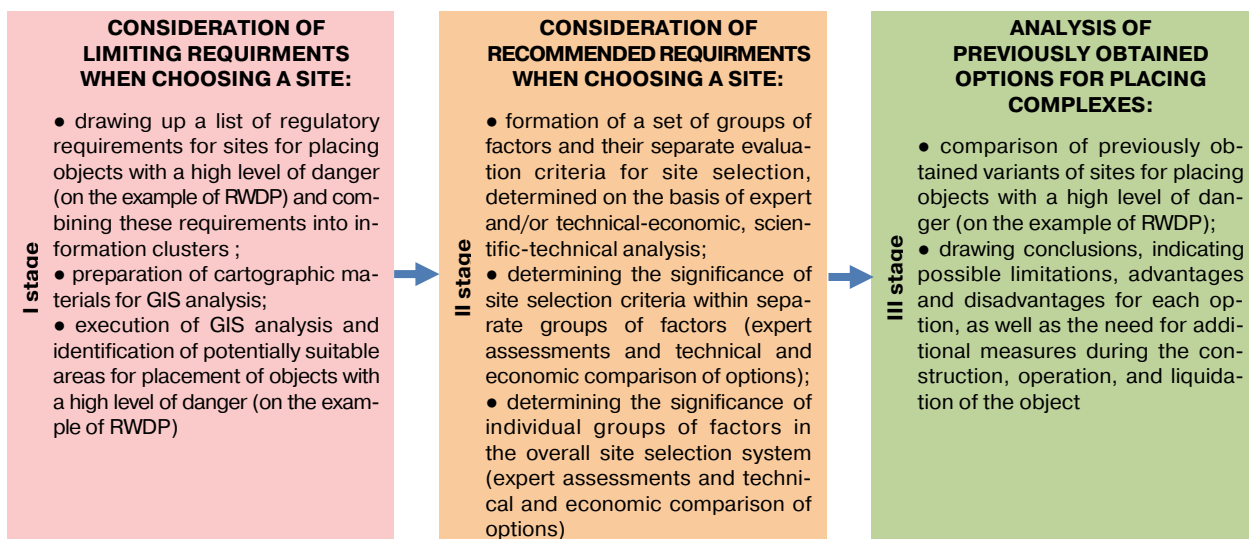 I stage
CONSIDERATION OF
LIMITING REQUIRMENTS
WHEN CHOOSING A SITE:
● drawing up a list of regulatory
requirements for sites for placing
objects with a high level of danger
(on the example of RWDP) and com-
bining these requirements into in-
formation clusters ;
● preparation of cartographic ma-
terials for GIS analysis;
● execution of GIS analysis and
identification of potentially suitable
areas for placement of objects with
a high level of danger (on the exam-
ple of RWDP)
II stage
CONSIDERATION OF
RECOMMENDED REQUIRMENTS
WHEN CHOOSING A SITE:
● formation of a set of groups of
factors and their separate evalua-
tion criteria for site selection,
determined on the basis of expert
and/or technical-economic, scien-
tific-technical analysis;
● determining the significance of
site selection criteria within sepa-
rate groups of factors (expert
assessments and technical and
economic comparison of options);
● determining the significance of
individual groups of factors in
the overall site selection system
(expert assessments and techni-
cal and economic comparison of
options)
III stage
ANALYSIS OF
PREVIOUSLY OBTAINED
OPTIONS FOR PLACING
COMPLEXES:
● comparison of previously ob-
tained variants of sites for placing
objects with a high level of dan-
ger (on the example of RWDP);
● drawing conclusions, indicating
possible limitations, advantages
and disadvantages for each op-
tion, as well as the need for addi-
tional measures during the con-
struction, operation, and liquida-
tion of the object